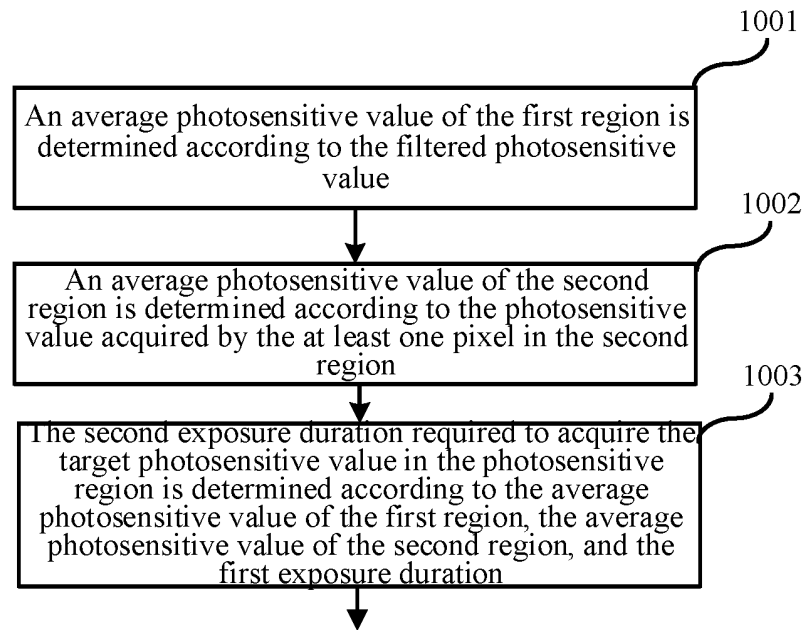 1001
An average photosensitive value of the first region is
determined according to the filtered photosensitive
value
1002
An average photosensitive value of the second
region is determined according to the photosensitive
value acquired by the at least one pixel in the second
region
1003
The second exposure duration required to acquire the
target photosensitive value in the photosensitive
region is determined according to the average
photosensitive value of the first region, the average
photosensitive value of the second region, and the
first exposure duration